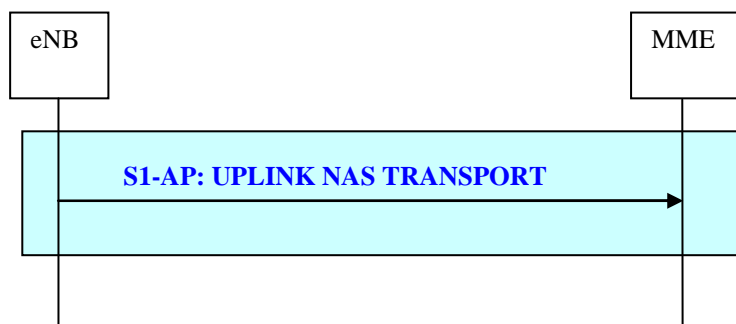 eNB
MME
S1-AP: UPLINK NAS TRANSPORT